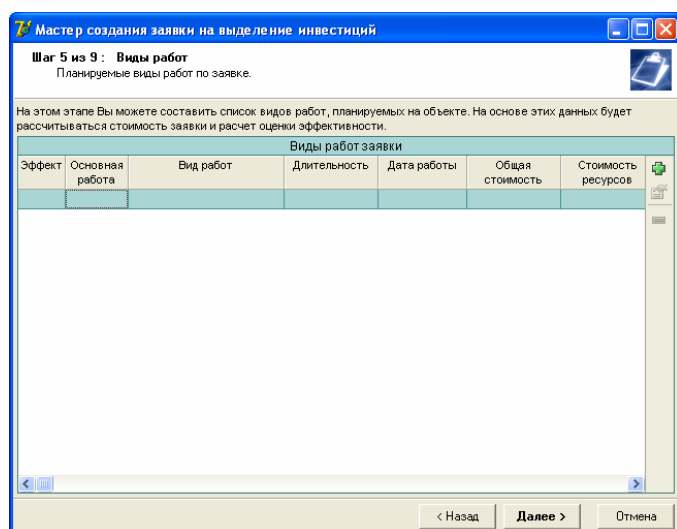 Мастер создания заявки на выделение инвестиций
Шаг 5 из 9 : Виды работ
Планируемые виды работ по заявке.
На этом этапе Вы можете составить список видов работ, планируемых на объекте. На основе этих данных будет
рассчитываться стоимость заявки и расчет оценки эффективности.
Виды работ заявки
Эффект Основная работа Вид работ Длительность Дата работы Общая стоимость Стоимость ресурсов
< Назад Далее > Отмена